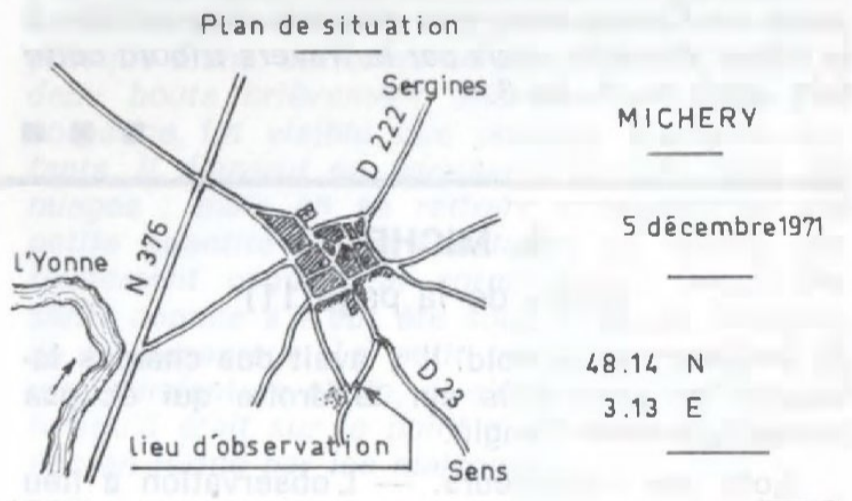 Plan de situation
Sergines
D 222
MICHERY
5 décembre 1971
L'Yonne
N 376
48.14 N
3.13 E
D 23
lieu d'observation
Sens